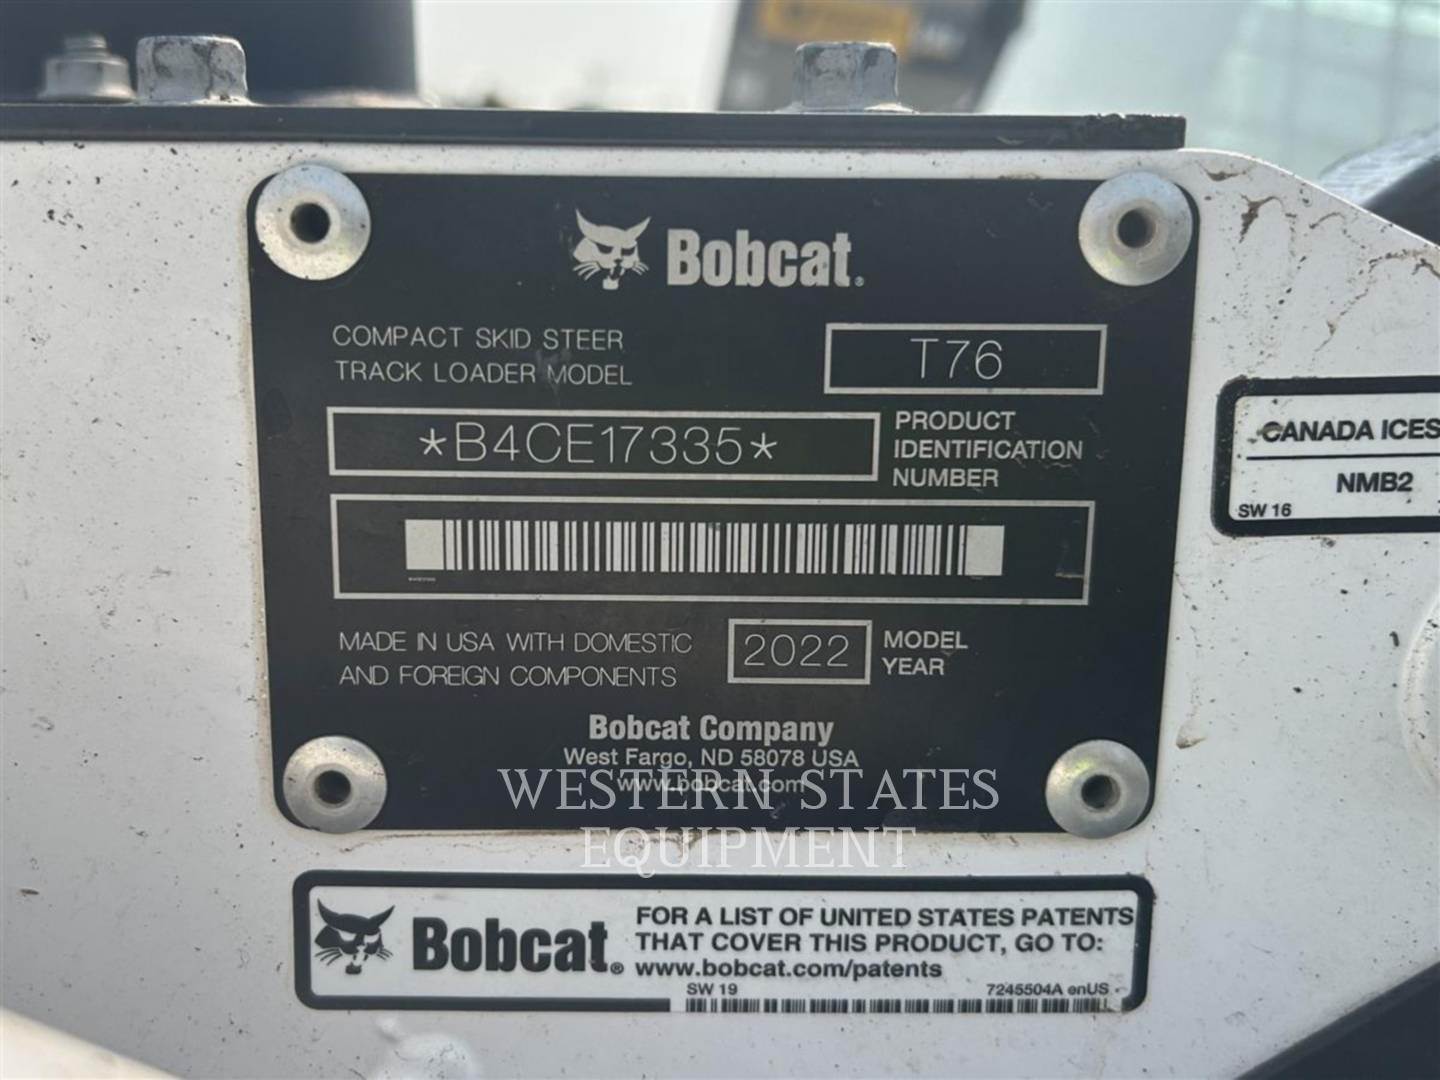 Bobcat®
COMPACT SKID STEER
TRACK LOADER MODEL
T76
*B4CE17335*
PRODUCT
IDENTIFICATION
NUMBER
MADE IN USA WITH DOMESTIC
AND FOREIGN COMPONENTS
2022
MODEL
YEAR
Bobcat Company
West Fargo, ND 58078 USA
www.bobcat.com
WESTERN STATES
EQUIPMENT
CANADA ICES
NMB2
SW 16
Bobcat®
FOR A LIST OF UNITED STATES PATENTS
THAT COVER THIS PRODUCT, GO TO:
www.bobcat.com/patents
SW 19
7245504A enUS